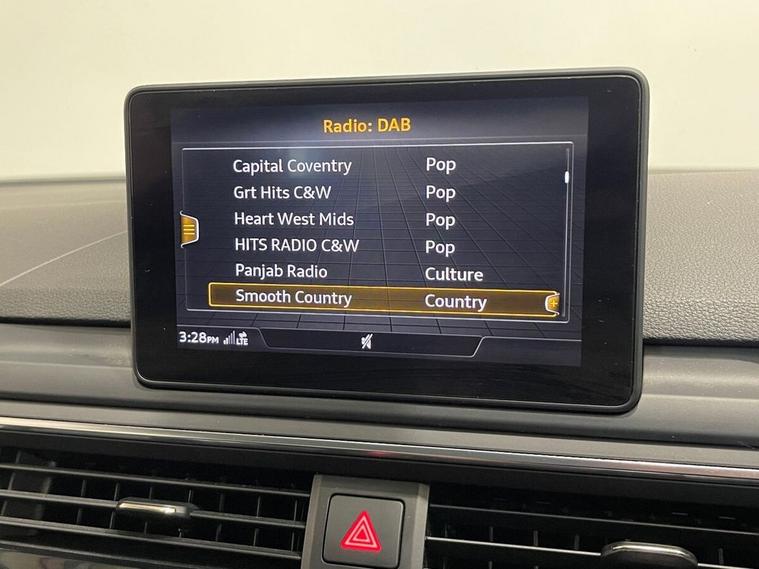 Radio: DAB
Capital Coventry Pop
Grt Hits C&W Pop
Heart West Mids Pop
HITS RADIO C&W Pop
Panjab Radio Culture
Smooth Country Country
3:28PM LTE